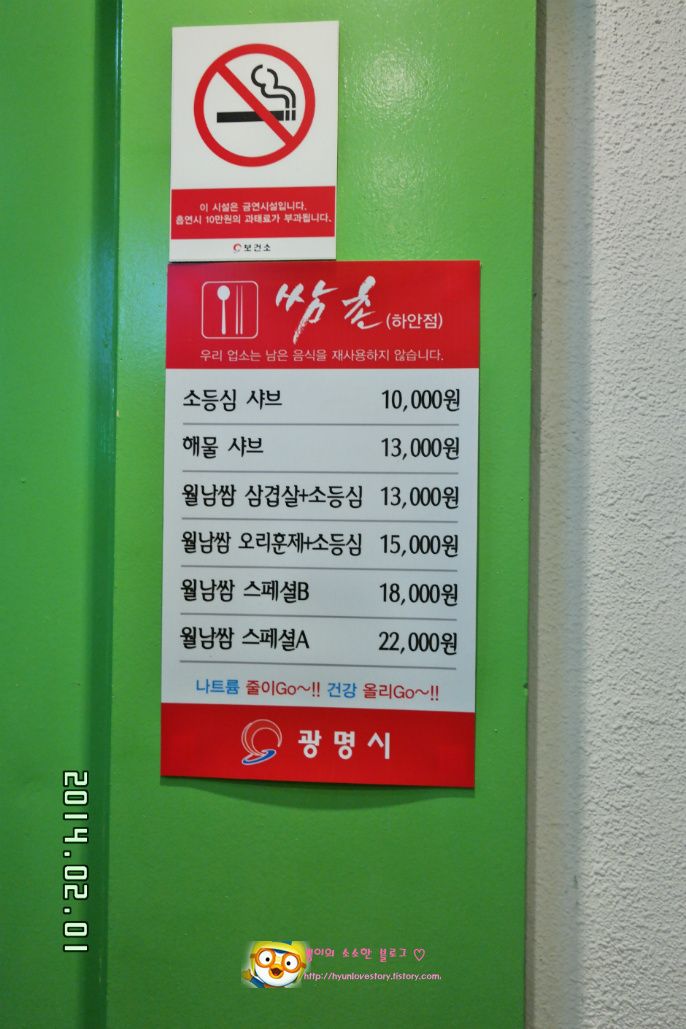 이 시설은 금연시설입니다.
흡연시 10만원의 과태료가 부과됩니다.
보건소
쌈촌 (하안점)
우리 업소는 남은 음식을 재사용하지 않습니다.
소등심 샤브 10,000원
해물 샤브 13,000원
월남쌈 삼겹살+소등심 13,000원
월남쌈 오리훈제+소등심 15,000원
월남쌈 스페셜B 18,000원
월남쌈 스페셜A 22,000원
나트륨 줄이Go~!! 건강 올리Go~!!
광명시
2014.02.01
소소한 블로그 ♡
http://hyunlovestory.tistory.com.